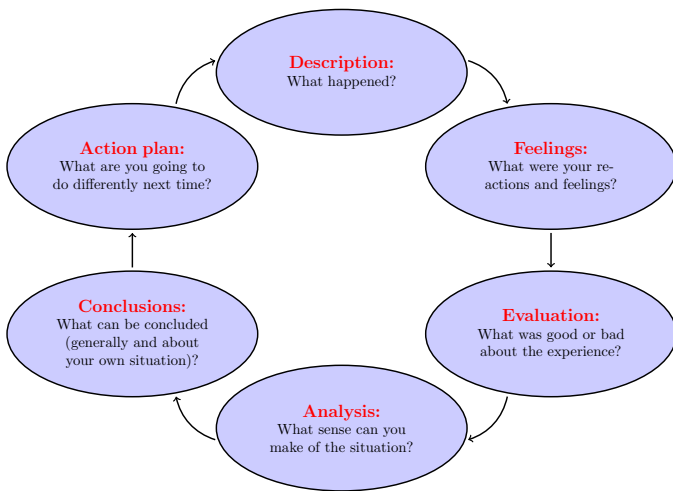 Description:
What happened?
Feelings:
What were your re-
actions and feelings?
Evaluation:
What was good or bad
about the experience?
Analysis:
What sense can you
make of the situation?
Conclusions:
What can be concluded
(generally and about
your own situation)?
Action plan:
What are you going to
do differently next time?